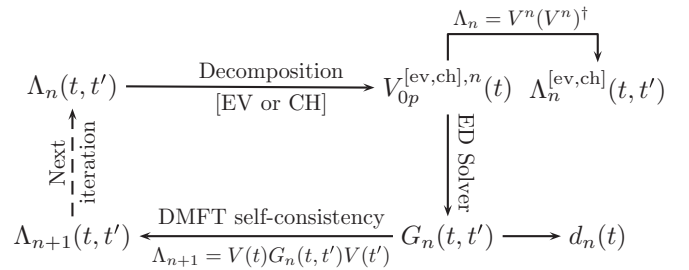 Λ_n = V^n(V^n)^†
Λ_n(t, t′)
Decomposition
[EV or CH]
V_{0p}^{[ev,ch],n}(t)
Λ_n^{[ev,ch]}(t, t′)
Next
iteration
ED Solver
Λ_{n+1}(t, t′)
DMFT self-consistency
Λ_{n+1} = V(t)G_n(t, t′)V(t′)
G_n(t, t′)
d_n(t)